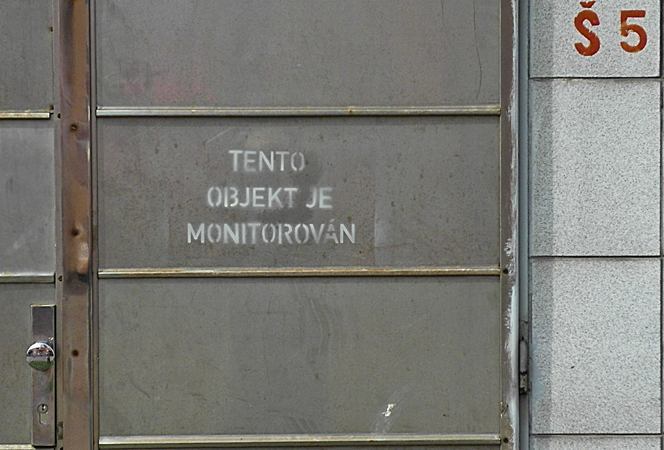 Š 5
TENTO
OBJEKT JE
MONITOROVÁN